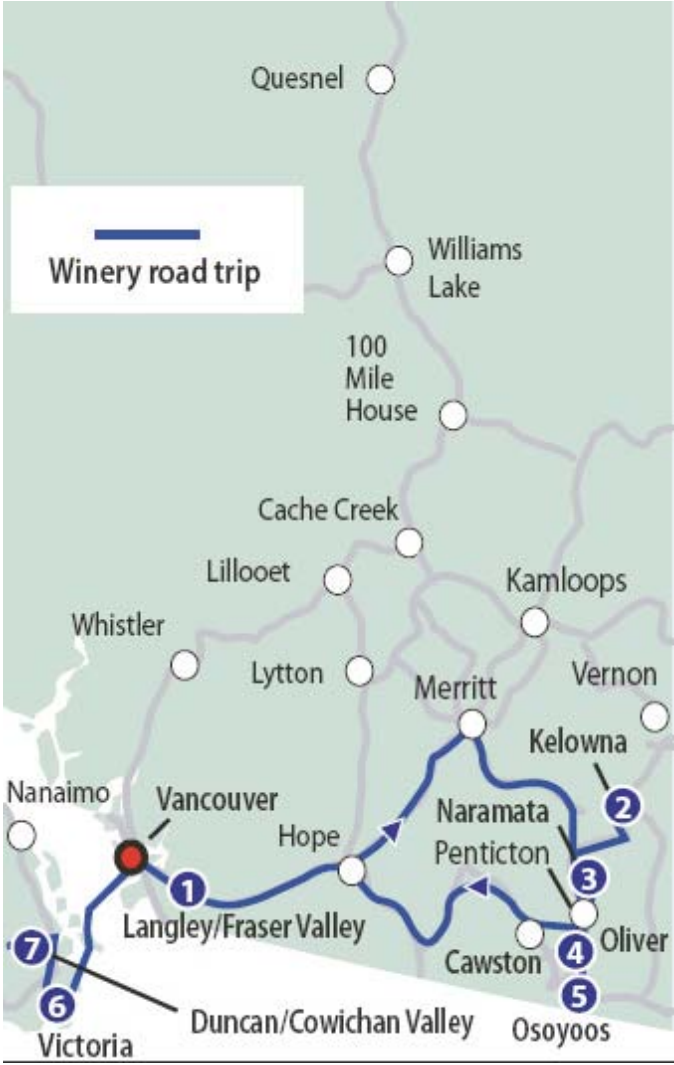 Quesnel
Williams
Lake
Winery road trip
100
Mile
House
Cache Creek
Lillooet
Kamloops
Whistler
Lytton
Merritt
Vernon
Kelowna
Nanaimo
Vancouver
2
Naramata
Hope
Penticton
3
1
Langley/Fraser Valley
Oliver
7
Cawston
4
6
5
Duncan/Cowichan Valley
Osoyoos
Victoria